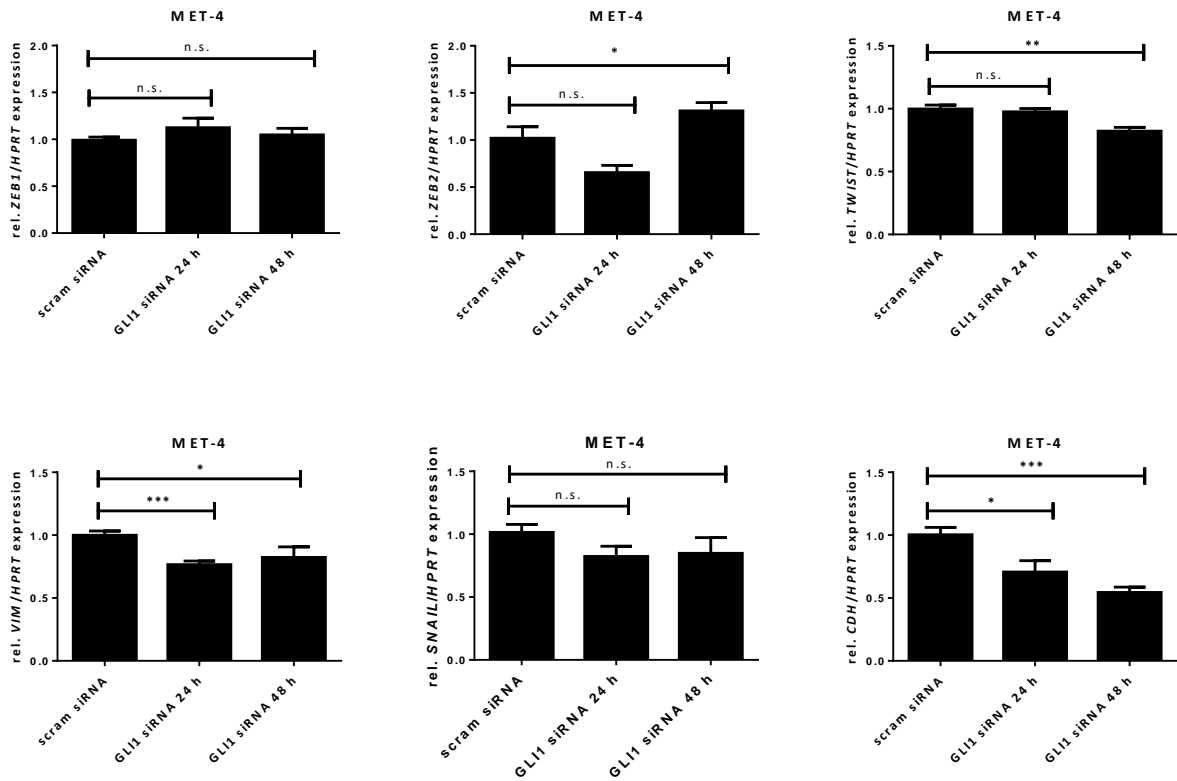 MET-4
rel. ZEB1/HPRT expression
2.0
1.5
1.0
0.5
0.0
n.s.
n.s.
scram siRNA
GLI1 siRNA 24 h
GLI1 siRNA 48 h
MET-4
rel. ZEB2/HPRT expression
2.0
1.5
1.0
0.5
0.0
*
n.s.
scram siRNA
GLI1 siRNA 24 h
GLI1 siRNA 48 h
MET-4
rel. TWIST/HPRT expression
1.5
1.0
0.5
0.0
**
n.s.
scram siRNA
GLI1 siRNA 24 h
GLI1 siRNA 48 h
MET-4
rel. VIM/HPRT expression
1.5
1.0
0.5
0.0
*
***
scram siRNA
GLI1 siRNA 24 h
GLI1 siRNA 48 h
MET-4
rel. SNAIL/HPRT expression
1.5
1.0
0.5
0.0
n.s.
n.s.
scram siRNA
GLI1 siRNA 24 h
GLI1 siRNA 48 h
MET-4
rel. CDH/HPRT expression
1.5
1.0
0.5
0.0
***
*
scram siRNA
GLI1 siRNA 24 h
GLI1 siRNA 48 h